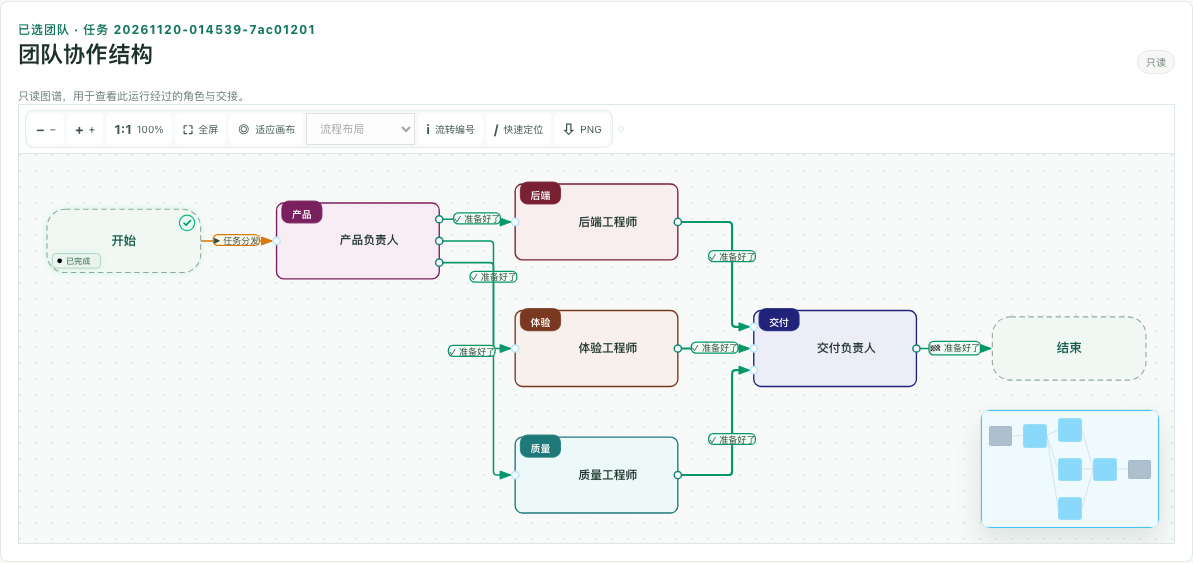 已选团队 · 任务 20261120-014539-7ac01201
团队协作结构
只读
只读图谱，用于查看此运行经过的角色与交接。
− −
+ +
1:1 100%
全屏
适应画布
流程布局
i 流转编号
/ 快速定位
PNG
开始
已完成
任务分发
产品
产品负责人
✓ 准备好了
✓ 准备好了
✓ 准备好了
后端
后端工程师
体验
体验工程师
质量
质量工程师
✓ 准备好了
✓ 准备好了
✓ 准备好了
交付
交付负责人
准备好了
结束